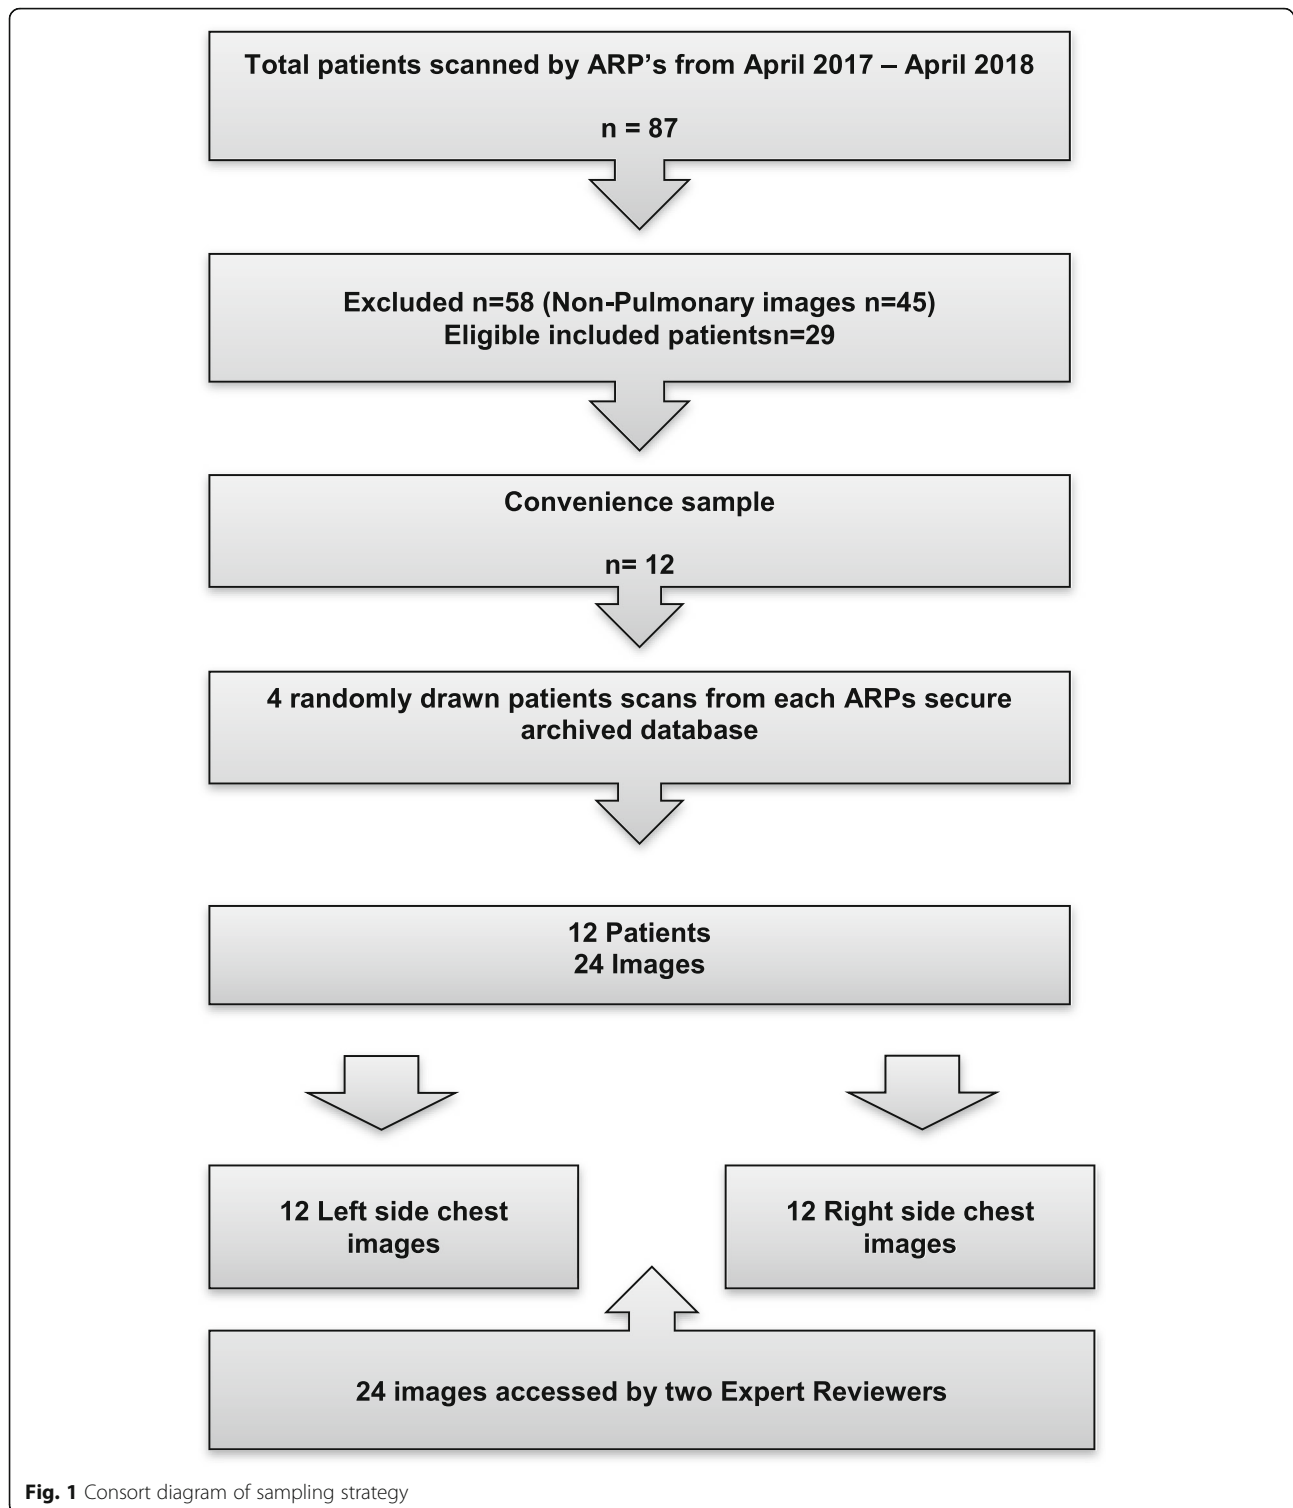 Total patients scanned by ARP’s from April 2017 – April 2018
n = 87
Excluded n=58 (Non-Pulmonary images n=45)
Eligible included patientsn=29
Convenience sample
n= 12
4 randomly drawn patients scans from each ARPs secure
archived database
12 Patients
24 Images
12 Left side chest
images
12 Right side chest
images
24 images accessed by two Expert Reviewers
Fig. 1 Consort diagram of sampling strategy